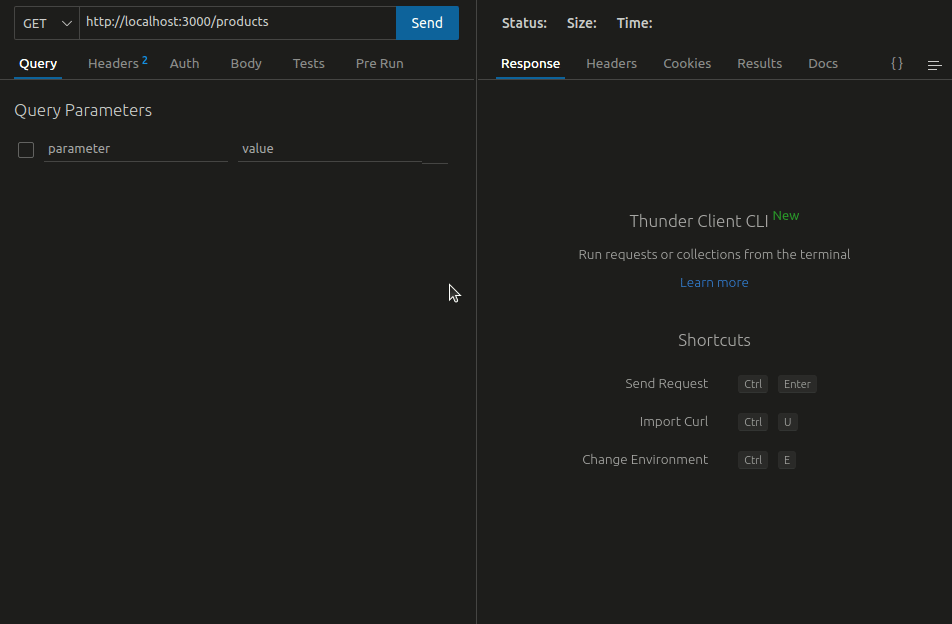 GET http://localhost:3000/products Send
Query Headers 2 Auth Body Tests Pre Run
Query Parameters
parameter value
Status: Size: Time:
Response Headers Cookies Results Docs { }
Thunder Client CLI New
Run requests or collections from the terminal
Learn more
Shortcuts
Send Request Ctrl Enter
Import Curl Ctrl U
Change Environment Ctrl E